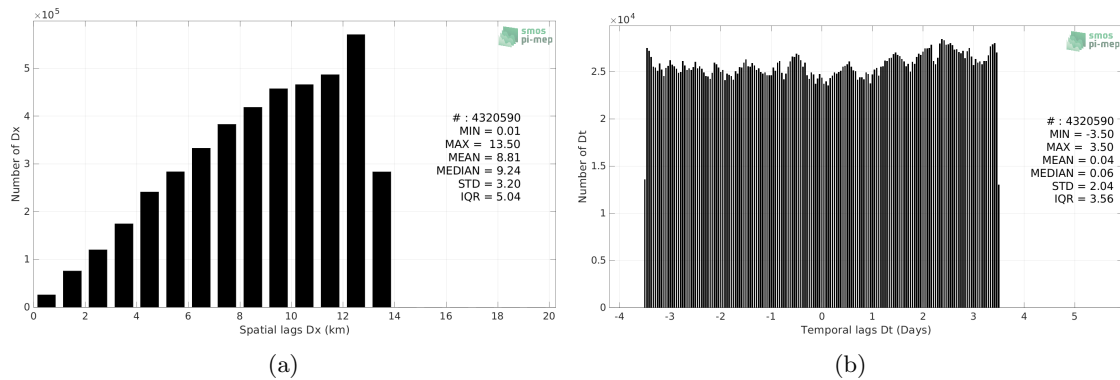 ×10⁵
smos
pi-mep
5
4
3
2
1
0
Number of Dx
# : 4320590
MIN = 0.01
MAX = 13.50
MEAN = 8.81
MEDIAN = 9.24
STD = 3.20
IQR = 5.04
0 2 4 6 8 10 12 14 16 18 20
Spatial lags Dx (km)
(a)
×10⁴
smos
pi-mep
2.5
2
1.5
1
0.5
0
Number of Dt
# : 4320590
MIN = -3.50
MAX = 3.50
MEAN = 0.04
MEDIAN = 0.06
STD = 2.04
IQR = 3.56
-4 -3 -2 -1 0 1 2 3 4 5
Temporal lags Dt (Days)
(b)